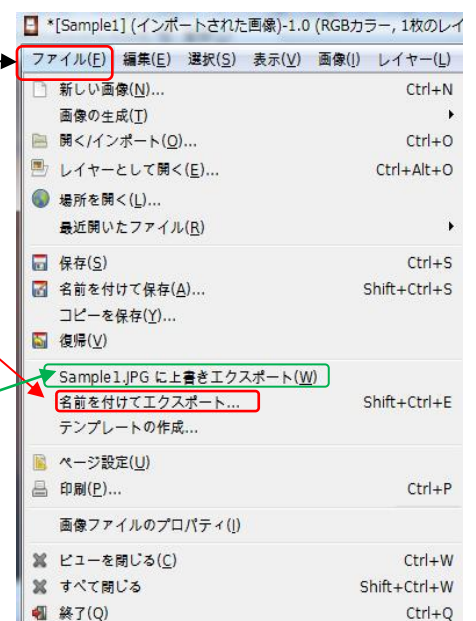 *[Sample1] (インポートされた画像)-1.0 (RGBカラー, 1枚のレイ
ファイル(F) 編集(E) 選択(S) 表示(V) 画像(I) レイヤー(L)
新しい画像(N)... Ctrl+N
画像の生成(T)
開く/インポート(O)... Ctrl+O
レイヤーとして開く(E)... Ctrl+Alt+O
場所を開く(L)...
最近開いたファイル(R)
保存(S) Ctrl+S
名前を付けて保存(A)... Shift+Ctrl+S
コピーを保存(Y)...
復帰(V)
Sample1.JPG に上書きエクスポート(W)
名前を付けてエクスポート... Shift+Ctrl+E
テンプレートの作成...
ページ設定(U)
印刷(P)... Ctrl+P
画像ファイルのプロパティ(I)
ビューを閉じる(C) Ctrl+W
すべて閉じる Shift+Ctrl+W
終了(Q) Ctrl+Q